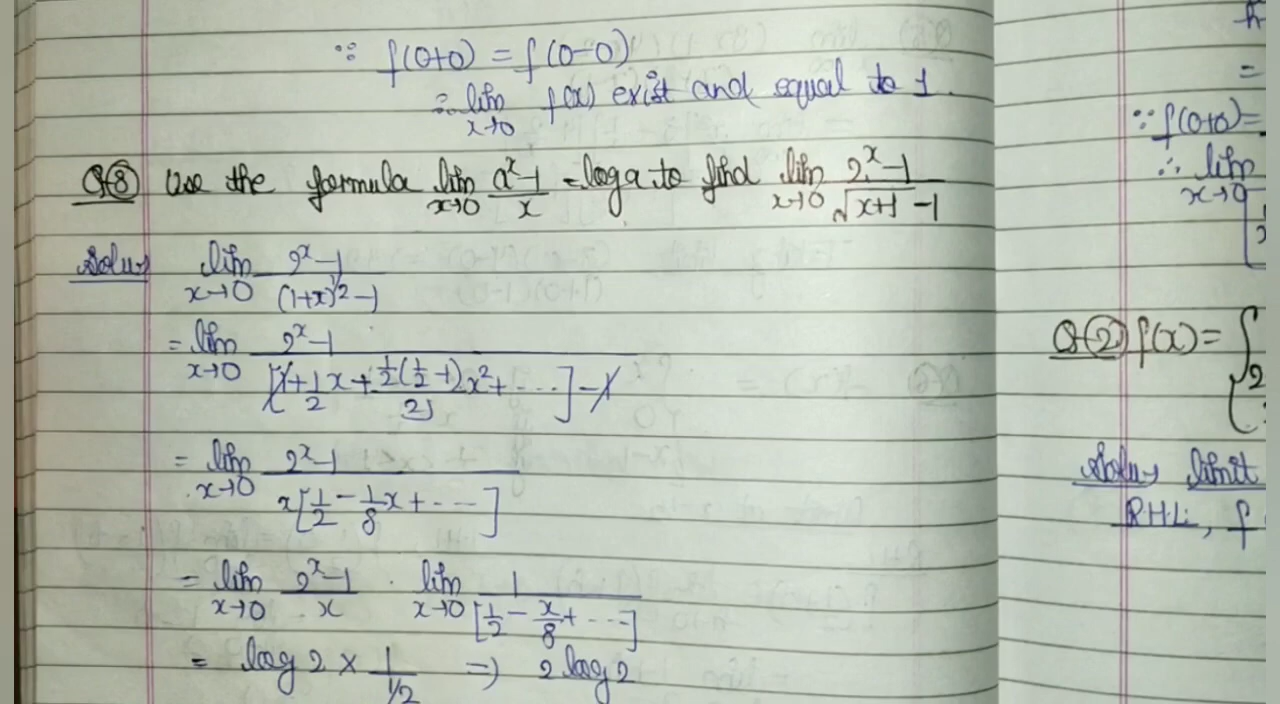 ∵ f(0+0) = f(0-0)
∴ lim x→0 f(x) exist and equal to 1.
Q.(8) Use the formula lim x→0 (a^x-1)/x = log a to find lim x→0 (2^x-1)/(√(x+1) -1)
Solu, lim x→0 (2^x-1)/((1+x)^1/2 -1)
= lim x→0 (2^x-1)/([1+1/2 x + (1/2(1/2-1))/2! x^2 + ...] -1)
= lim x→0 (2^x-1)/(x[1/2 - 1/8 x + ...])
= lim x→0 (2^x-1)/x · lim x→0 1/([1/2 - x/8 + ...])
= log 2 × 1/(1/2) ⇒ 2 log 2
=
∵ f(0+0) =
∴ lim x→0
Q.(2) f(x) = {
2
Solu, limit
R.H.L., f